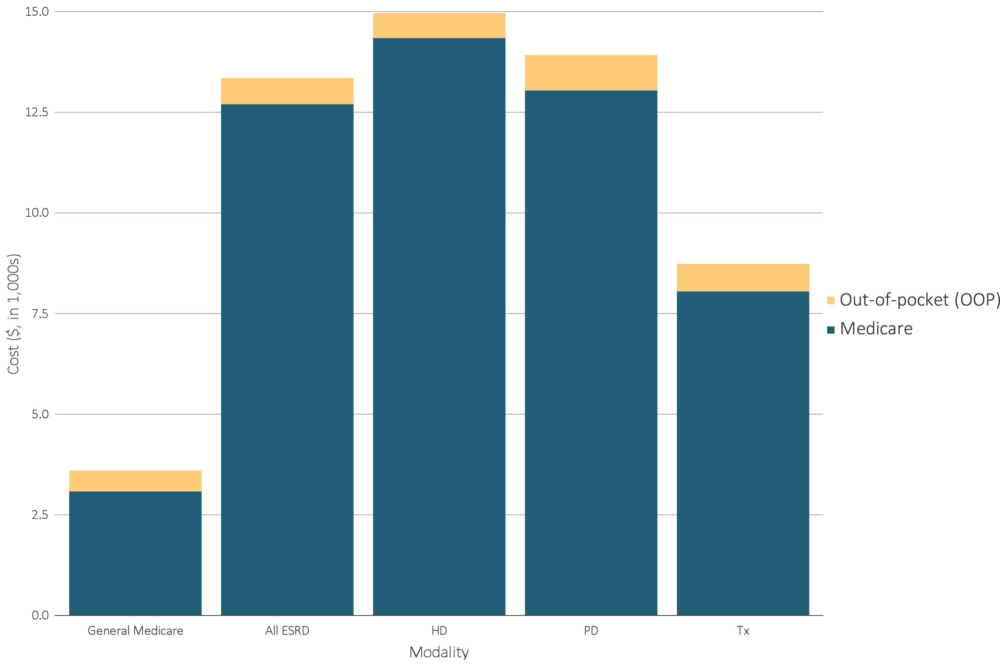 15.0
12.5
10.0
7.5
5.0
2.5
0.0
Cost ($, in 1,000s)
General Medicare
All ESRD
HD
PD
Tx
Modality
Out-of-pocket (OOP)
Medicare